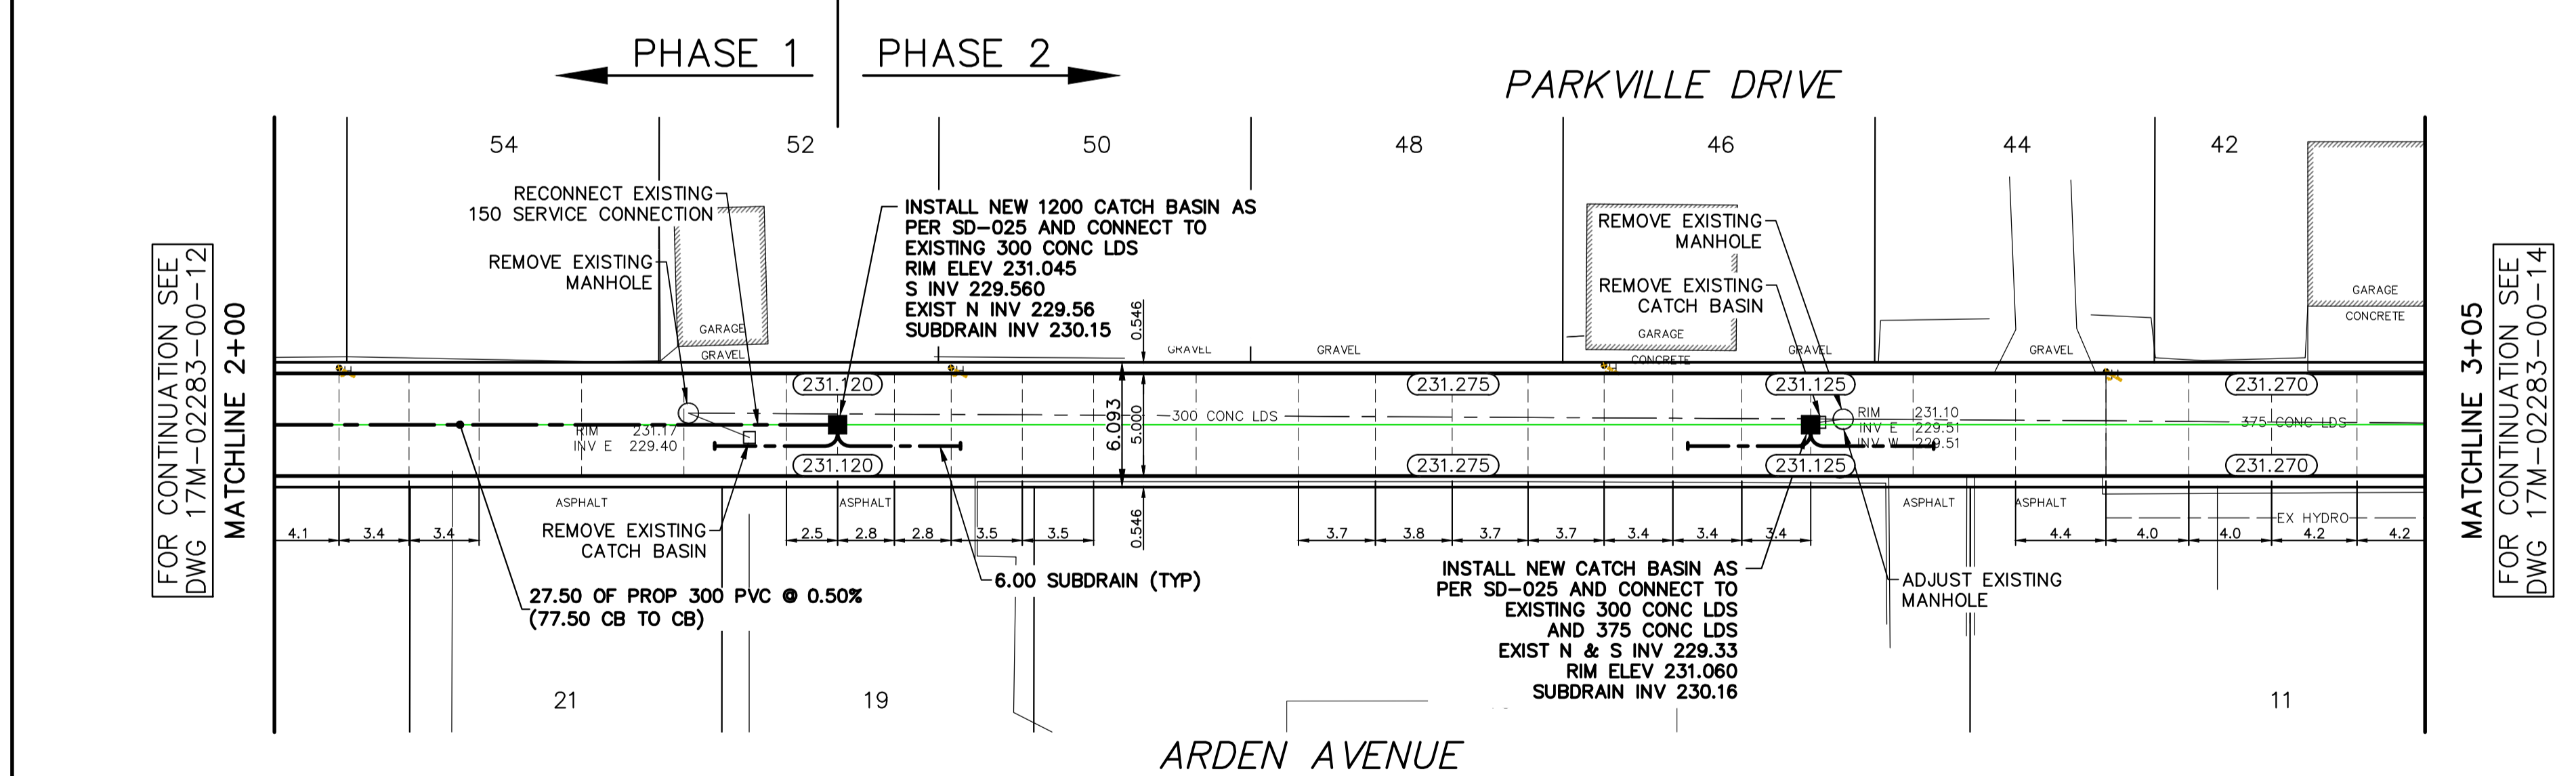 PHASE 1
PHASE 2
PARKVILLE DRIVE
54
52
50
48
46
44
42
RECONNECT EXISTING
150 SERVICE CONNECTION
REMOVE EXISTING
MANHOLE
INSTALL NEW 1200 CATCH BASIN AS
PER SD-025 AND CONNECT TO
EXISTING 300 CONC LDS
RIM ELEV 231.045
S INV 229.560
EXIST N INV 229.56
SUBDRAIN INV 230.15
REMOVE EXISTING
MANHOLE
REMOVE EXISTING
CATCH BASIN
FOR CONTINUATION SEE
DWG 17M-02283-00-12
MATCHLINE 2+00
MATCHLINE 3+05
FOR CONTINUATION SEE
DWG 17M-02283-00-14
GARAGE
GRAVEL
0.546
GRAVEL
GRAVEL
GARAGE
CONCRETE
GRAVEL
GRAVEL
GARAGE
CONCRETE
231.120
231.275
231.125
231.270
300 CONC LDS
375 CONC LDS
RIM 231.17
INV E 229.40
6.093
5.000
RIM 231.10
INV E 229.51
INV W 229.51
231.120
231.275
231.125
231.270
ASPHALT
ASPHALT
ASPHALT
ASPHALT
EX HYDRO
0.546
4.1
3.4
3.4
2.5
2.8
2.8
3.5
3.5
3.7
3.8
3.7
3.7
3.4
3.4
3.4
4.4
4.0
4.0
4.2
4.2
REMOVE EXISTING
CATCH BASIN
27.50 OF PROP 300 PVC @ 0.50%
(77.50 CB TO CB)
6.00 SUBDRAIN (TYP)
INSTALL NEW CATCH BASIN AS
PER SD-025 AND CONNECT TO
EXISTING 300 CONC LDS
AND 375 CONC LDS
EXIST N & S INV 229.33
RIM ELEV 231.060
SUBDRAIN INV 230.16
ADJUST EXISTING
MANHOLE
21
19
11
ARDEN AVENUE